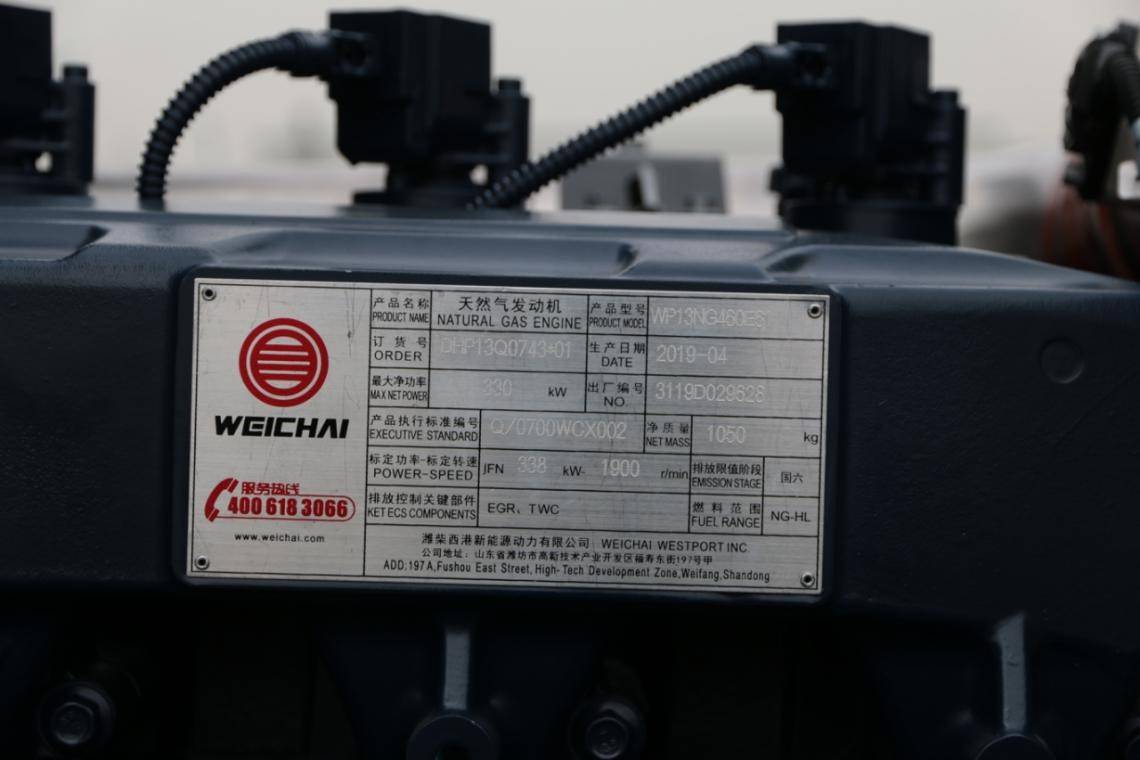 WEICHAI
服务热线
400 618 3066
www.weichai.com
产品名称 天然气发动机 产品型号 WP13NG460E61
PRODUCT NAME NATURAL GAS ENGINE PRODUCT MODEL
订货号 DHP13Q0743*01 生产日期 2019-04
ORDER DATE
最大净功率 330 kW 出厂编号 3119D029628
MAX NET POWER NO.
产品执行标准编号 Q/0700WCX002 净质量 1050 kg
EXECUTIVE STANDARD NET MASS
标定功率-标定转速 IFN 338 kW- 1900 r/min 排放限值阶段 国六
POWER-SPEED EMISSION STAGE
排放控制关键部件 EGR、TWC 燃料范围 NG-HL
KET ECS COMPONENTS FUEL RANGE
潍柴西港新能源动力有限公司 WEICHAI WESTPORT INC.
公司地址：山东省潍坊市高新技术产业开发区福寿东街197号甲
ADD:197 A,Fushou East Street, High-Tech Development Zone,Weifang,Shandong